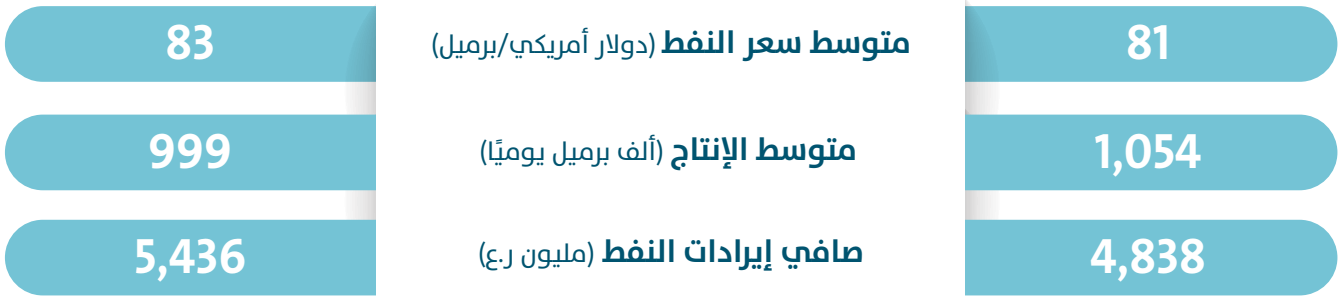 81 متوسط سعر النفط (دولار أمريكي/برميل) 83
1,054 متوسط الإنتاج (ألف برميل يوميًا) 999
4,838 صافي إيرادات النفط (مليون ر.ع) 5,436